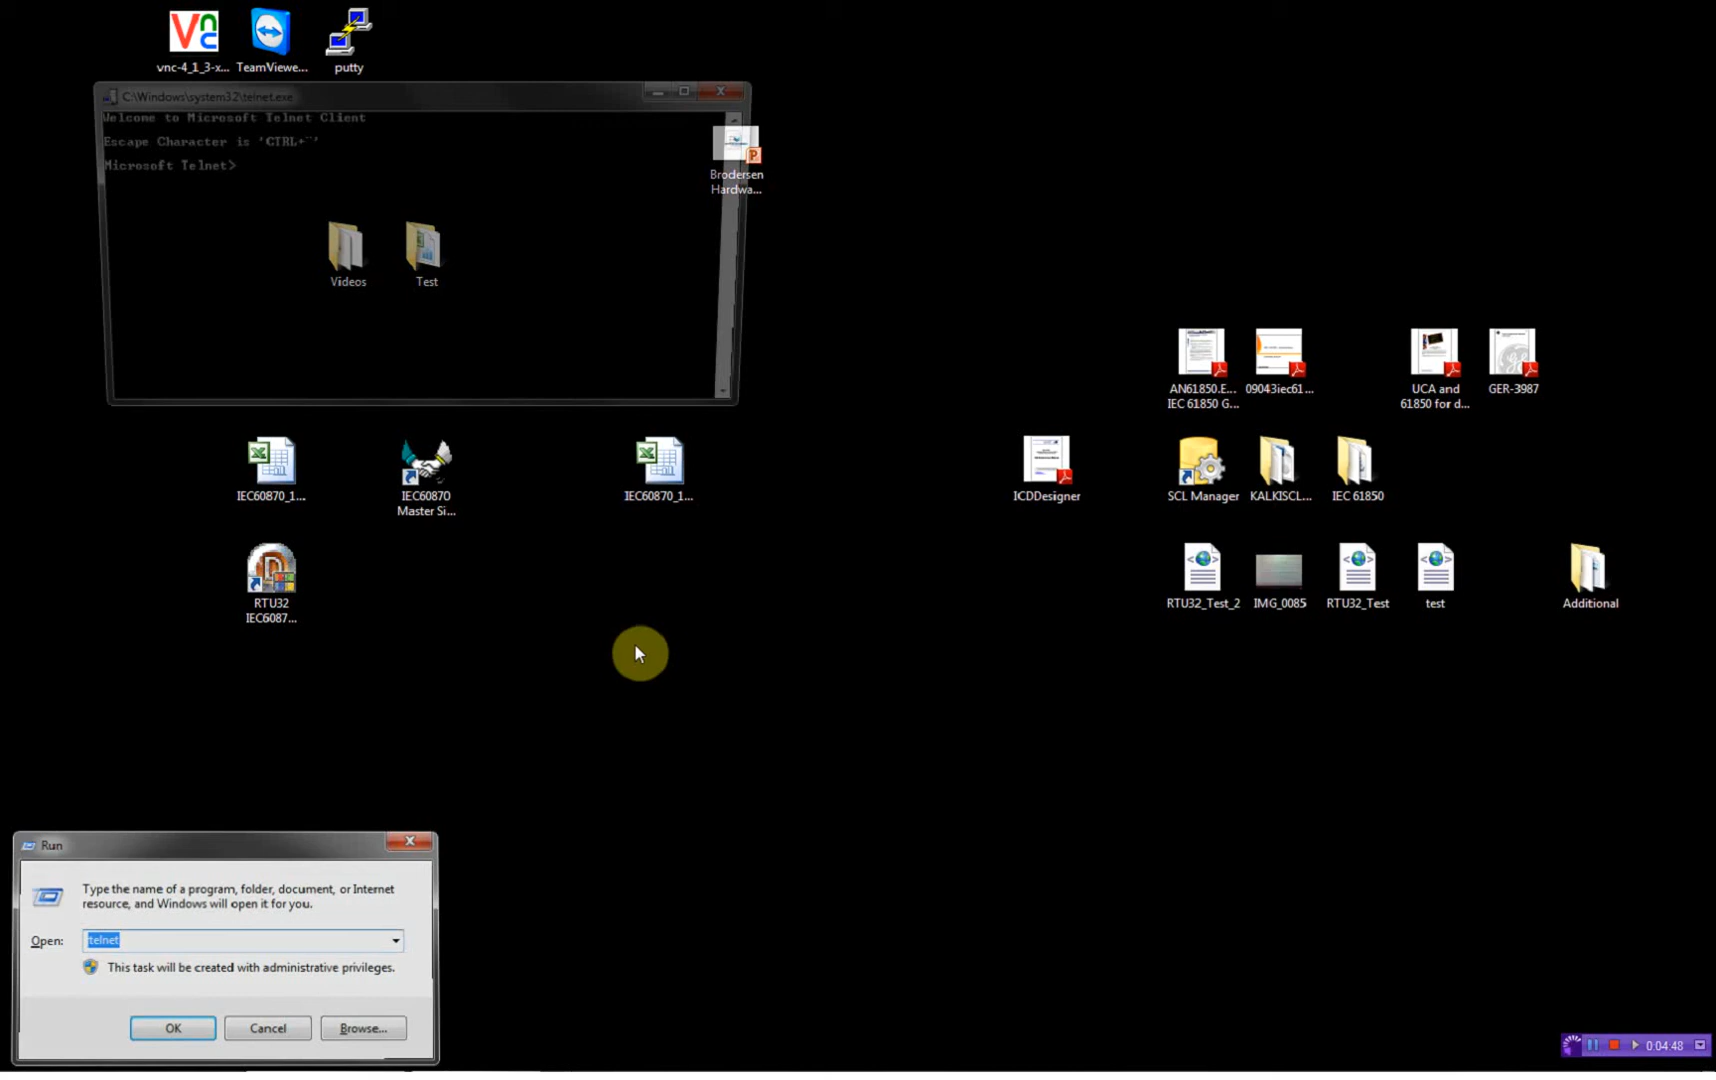 vnc-4_1_3-x... TeamViewe... putty
C:\Windows\system32\telnet.exe
Welcome to Microsoft Telnet Client
Escape Character is 'CTRL+¨'
Microsoft Telnet>
Brodersen
Hardwa...
Videos Test
AN61850.E...
IEC 61850 G...
09043iec61...
UCA and
61850 for d...
GER-3987
IEC60870_1...
IEC60870
Master Si...
IEC60870_1...
ICDDesigner
SCL Manager
KALKISCL...
IEC 61850
RTU32
IEC6087...
RTU32_Test_2
IMG_0085
RTU32_Test
test
Additional
Run
Type the name of a program, folder, document, or Internet
resource, and Windows will open it for you.
Open: telnet
This task will be created with administrative privileges.
OK Cancel Browse...
0:04:48